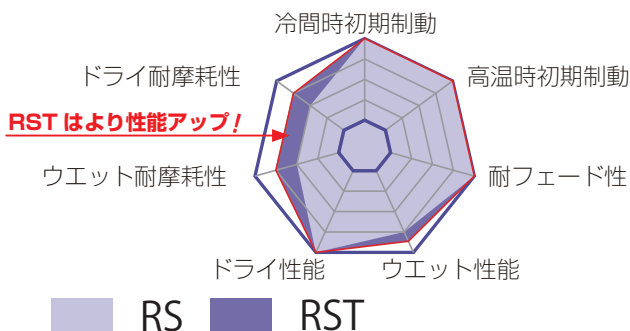 冷間時初期制動
ドライ耐摩耗性
高温時初期制動
RST はより性能アップ!
ウエット耐摩耗性
耐フェード性
ドライ性能
ウエット性能
RS
RST